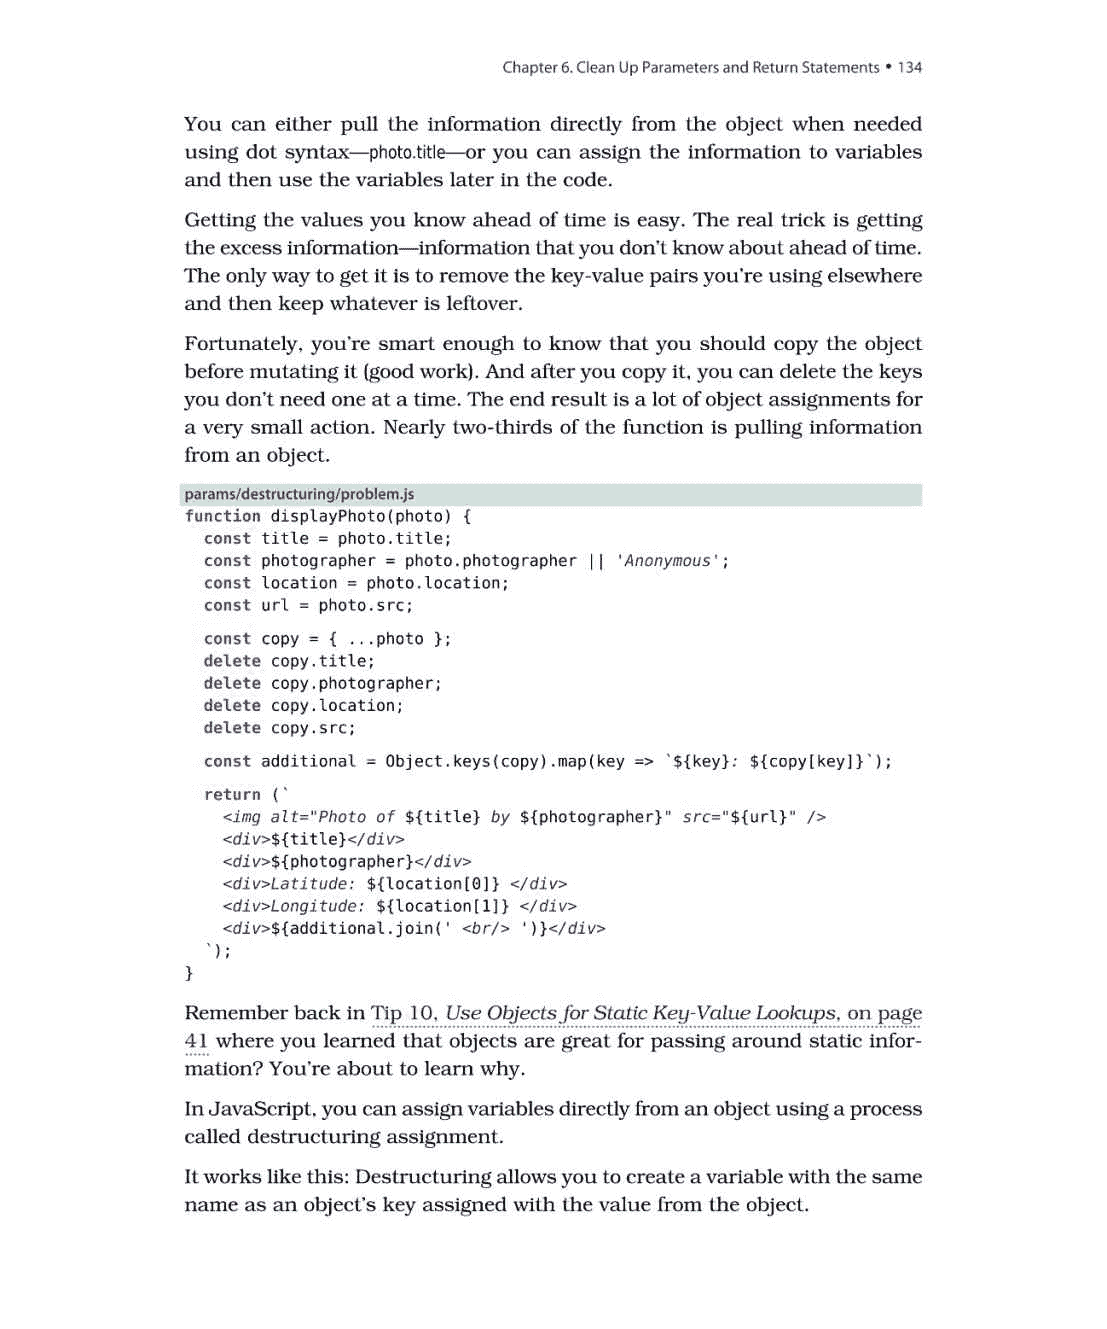 Chapter 6. Clean Up Parameters and Return Statements • 134
You can either pull the information directly from the object when needed
using dot syntax—photo.title—or you can assign the information to variables
and then use the variables later in the code.
Getting the values you know ahead of time is easy. The real trick is getting
the excess information—information that you don't know about ahead of time.
The only way to get it is to remove the key-value pairs you're using elsewhere
and then keep whatever is leftover.
Fortunately, you're smart enough to know that you should copy the object
before mutating it (good work). And after you copy it, you can delete the keys
you don't need one at a time. The end result is a lot of object assignments for
a very small action. Nearly two-thirds of the function is pulling information
from an object.
params/destructuring/problem.js
function displayPhoto(photo) {
  const title = photo.title;
  const photographer = photo.photographer || 'Anonymous';
  const location = photo.location;
  const url = photo.src;
  const copy = { ...photo };
  delete copy.title;
  delete copy.photographer;
  delete copy.location;
  delete copy.src;
  const additional = Object.keys(copy).map(key => `${key}: ${copy[key]}`);
  return (`
    <img alt="Photo of ${title} by ${photographer}" src="${url}" />
    <div>${title}</div>
    <div>${photographer}</div>
    <div>Latitude: ${location[0]} </div>
    <div>Longitude: ${location[1]} </div>
    <div>${additional.join(' <br/> ')}</div>
  `);
}
Remember back in Tip 10, Use Objects for Static Key-Value Lookups, on page
41 where you learned that objects are great for passing around static infor-
mation? You're about to learn why.
In JavaScript, you can assign variables directly from an object using a process
called destructuring assignment.
It works like this: Destructuring allows you to create a variable with the same
name as an object's key assigned with the value from the object.